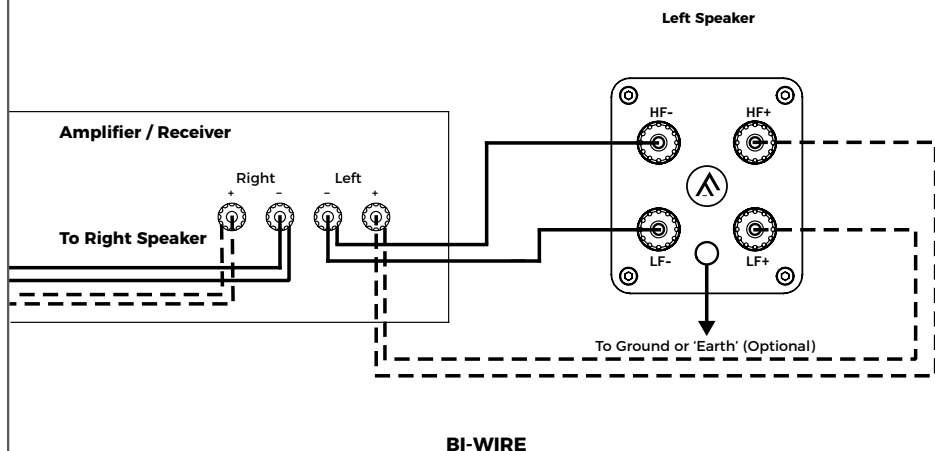 Left Speaker
HF- HF+
Amplifier / Receiver
Right Left
+ - - +
To Right Speaker
LF- LF+
To Ground or ‘Earth’ (Optional)
BI-WIRE